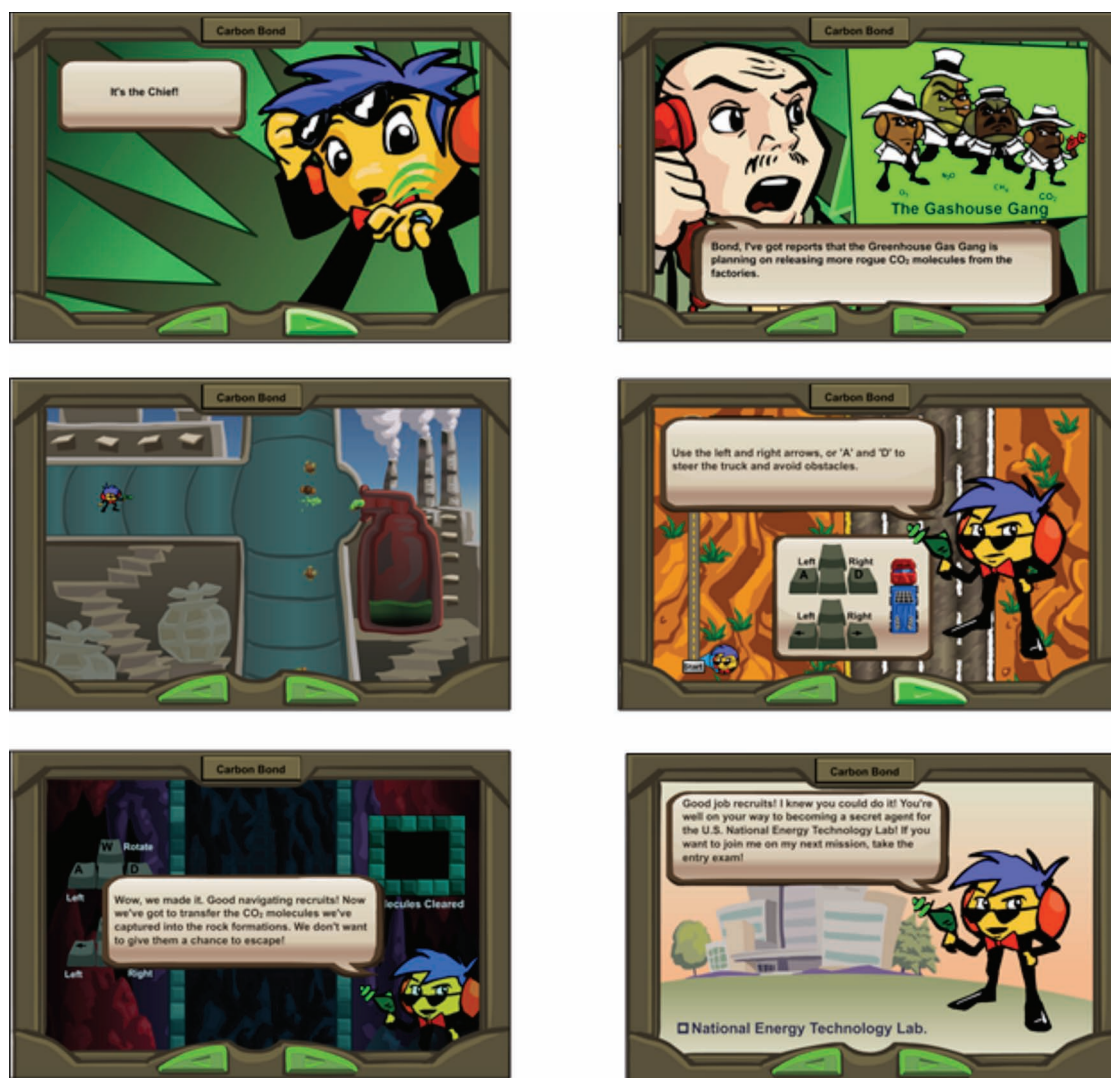 Carbon Bond
It's the Chief!
Carbon Bond
O₃
N₂O
CH₄
CO₂
The Gashouse Gang
Bond, I've got reports that the Greenhouse Gas Gang is
planning on releasing more rogue CO₂ molecules from the
factories.
Carbon Bond
Carbon Bond
Use the left and right arrows, or 'A' and 'D' to
steer the truck and avoid obstacles.
Left Right
A D
Left Right
Start
Carbon Bond
W Rotate
A D
Left
ecules Cleared
Wow, we made it. Good navigating recruits! Now
we've got to transfer the CO₂ molecules we've
captured into the rock formations. We don't want
to give them a chance to escape!
Left Right
Carbon Bond
Good job recruits! I knew you could do it! You're
well on your way to becoming a secret agent for
the U.S. National Energy Technology Lab! If you
want to join me on my next mission, take the
entry exam!
National Energy Technology Lab.